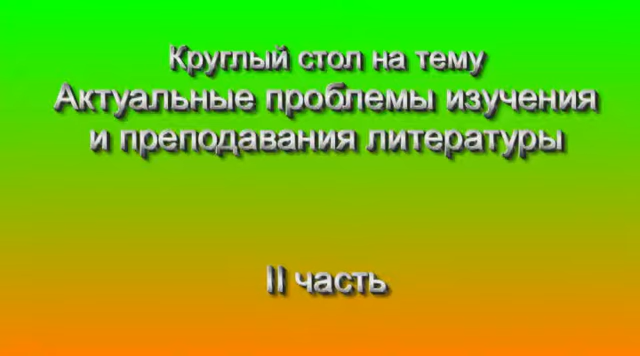 Круглый стол на тему
Актуальные проблемы изучения
и преподавания литературы
II часть